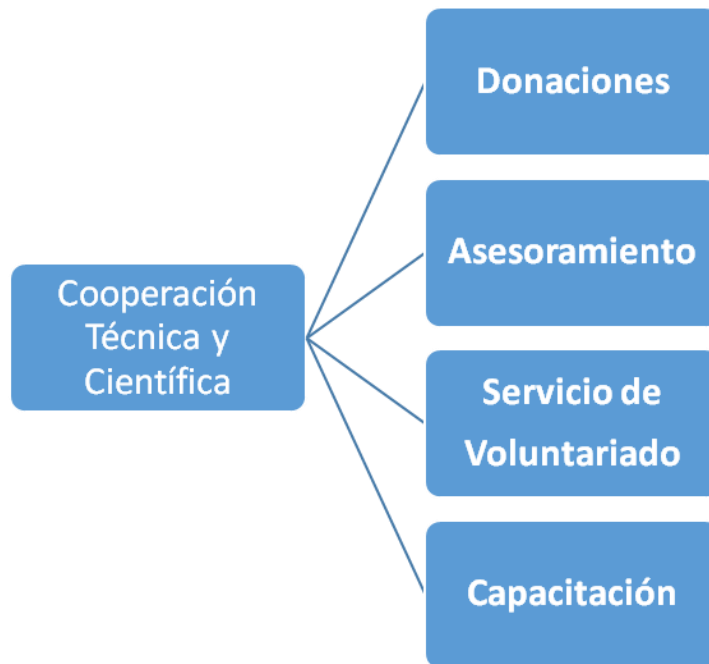 Donaciones
Asesoramiento
Cooperación
Técnica y
Científica
Servicio de
Voluntariado
Capacitación